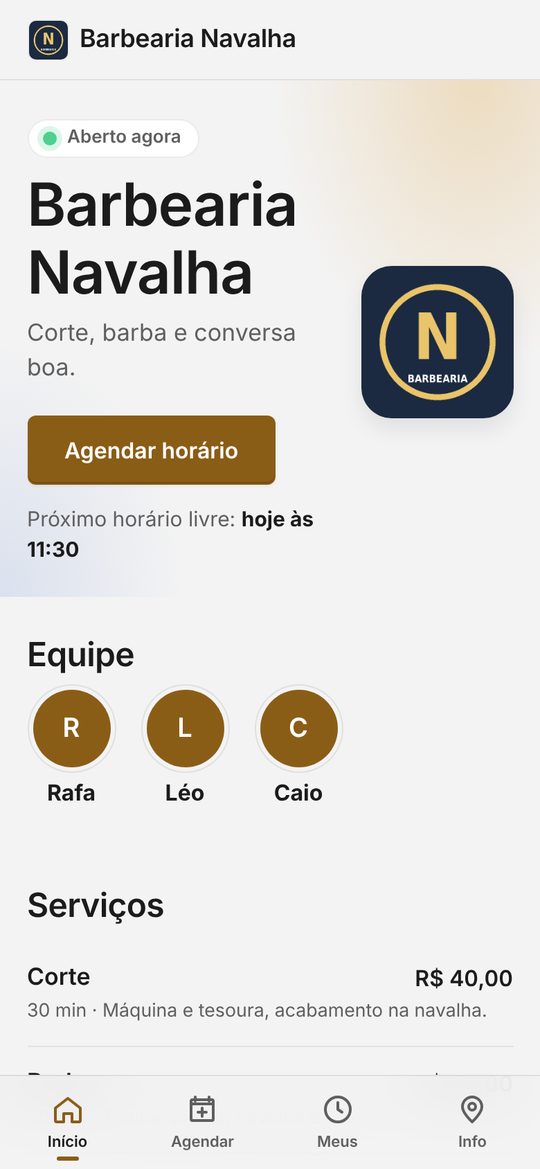 N
BARBEARIA
Barbearia Navalha
Aberto agora
Barbearia
Navalha
Corte, barba e conversa
boa.
N
BARBEARIA
Agendar horário
Próximo horário livre: hoje às
11:30
Equipe
R
L
C
Rafa
Léo
Caio
Serviços
Corte
R$ 40,00
30 min · Máquina e tesoura, acabamento na navalha.
Início
Agendar
Meus
Info